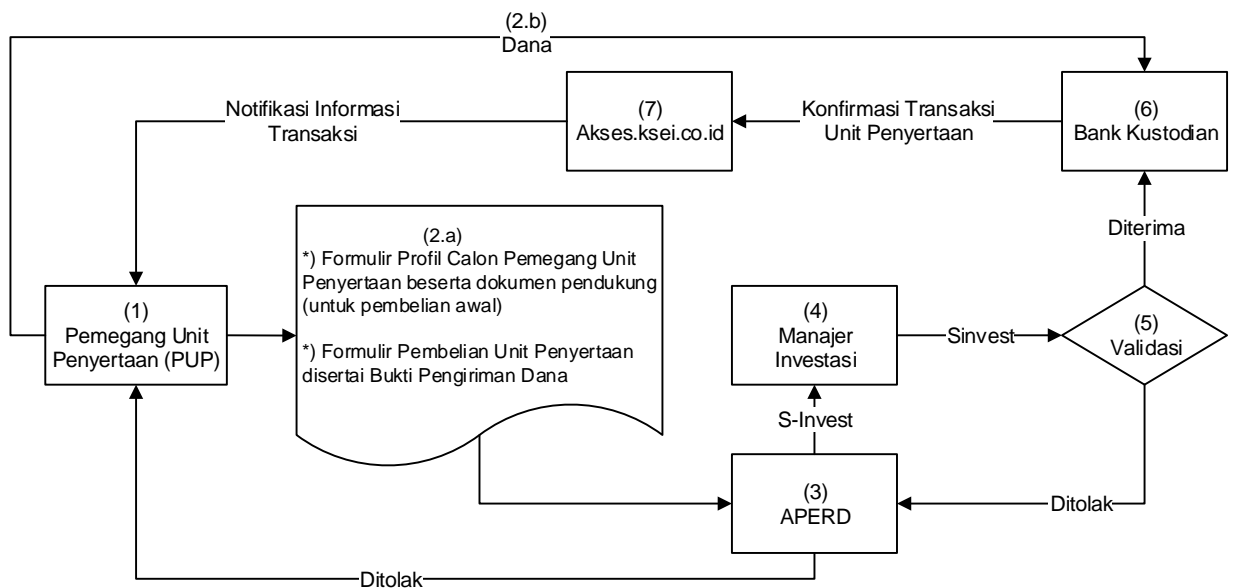 (2.b)
Dana
Notifikasi Informasi
Transaksi
(7)
Akses.ksei.co.id
Konfirmasi Transaksi
Unit Penyertaan
(6)
Bank Kustodian
Diterima
(1)
Pemegang Unit
Penyertaan (PUP)
(2.a)
*) Formulir Profil Calon Pemegang Unit
Penyertaan beserta dokumen pendukung
(untuk pembelian awal)
*) Formulir Pembelian Unit Penyertaan
disertai Bukti Pengiriman Dana
(4)
Manajer
Investasi
Sinvest
(5)
Validasi
S-Invest
(3)
APERD
Ditolak
Ditolak